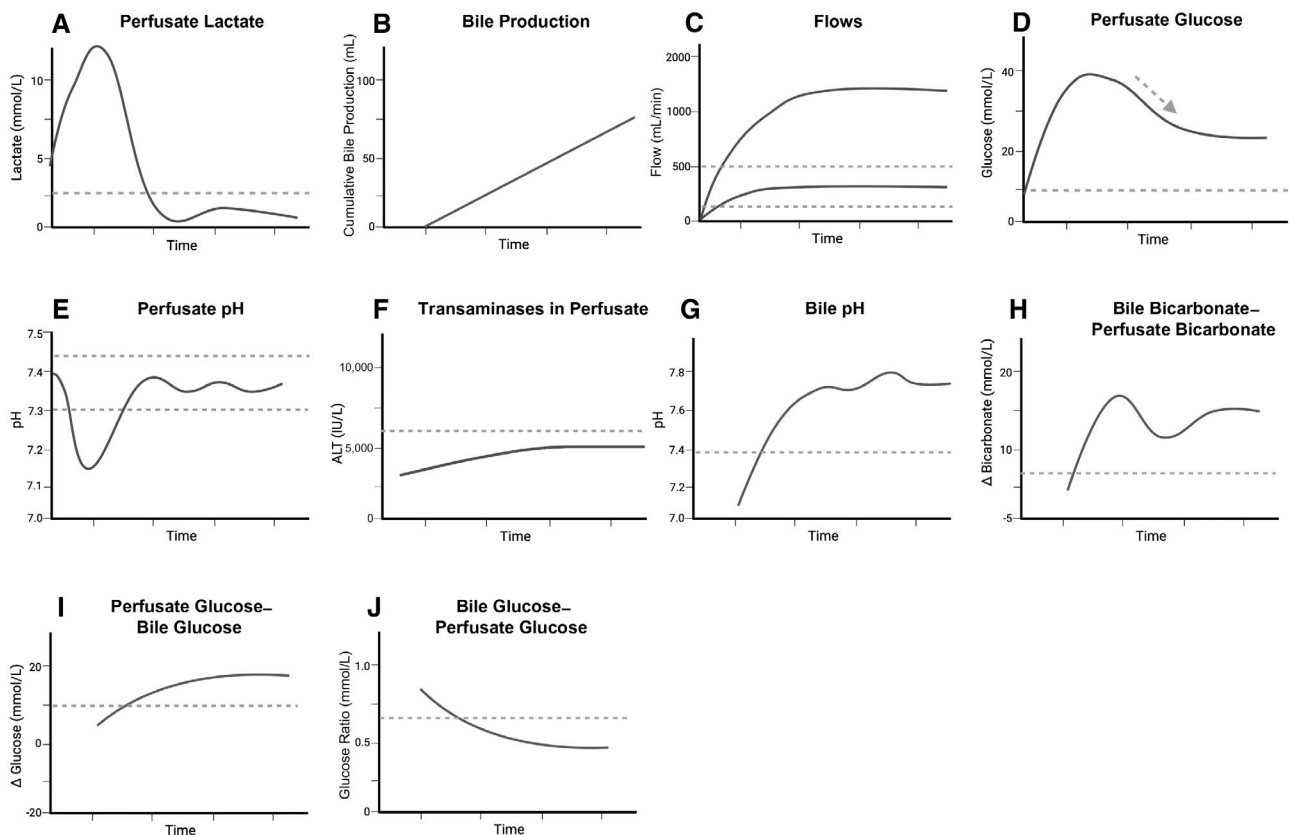 A
Perfusate Lactate
Lactate (mmol/L)
10
5
0
Time
B
Bile Production
Cumulative Bile Production (mL)
100
50
0
Time
C
Flows
Flow (mL/min)
2000
1000
500
0
Time
D
Perfusate Glucose
Glucose (mmol/L)
40
20
0
Time
E
Perfusate pH
pH
7.5
7.4
7.3
7.2
7.1
7.0
Time
F
Transaminases in Perfusate
ALT (IU/L)
10,000
5,000
0
Time
G
Bile pH
pH
7.8
7.6
7.4
7.2
7.0
Time
H
Bile Bicarbonate–
Perfusate Bicarbonate
Δ Bicarbonate (mmol/L)
20
10
-5
Time
I
Perfusate Glucose–
Bile Glucose
Δ Glucose (mmol/L)
20
0
-20
Time
J
Bile Glucose–
Perfusate Glucose
Glucose Ratio (mmol/L)
1.0
0.5
0
Time